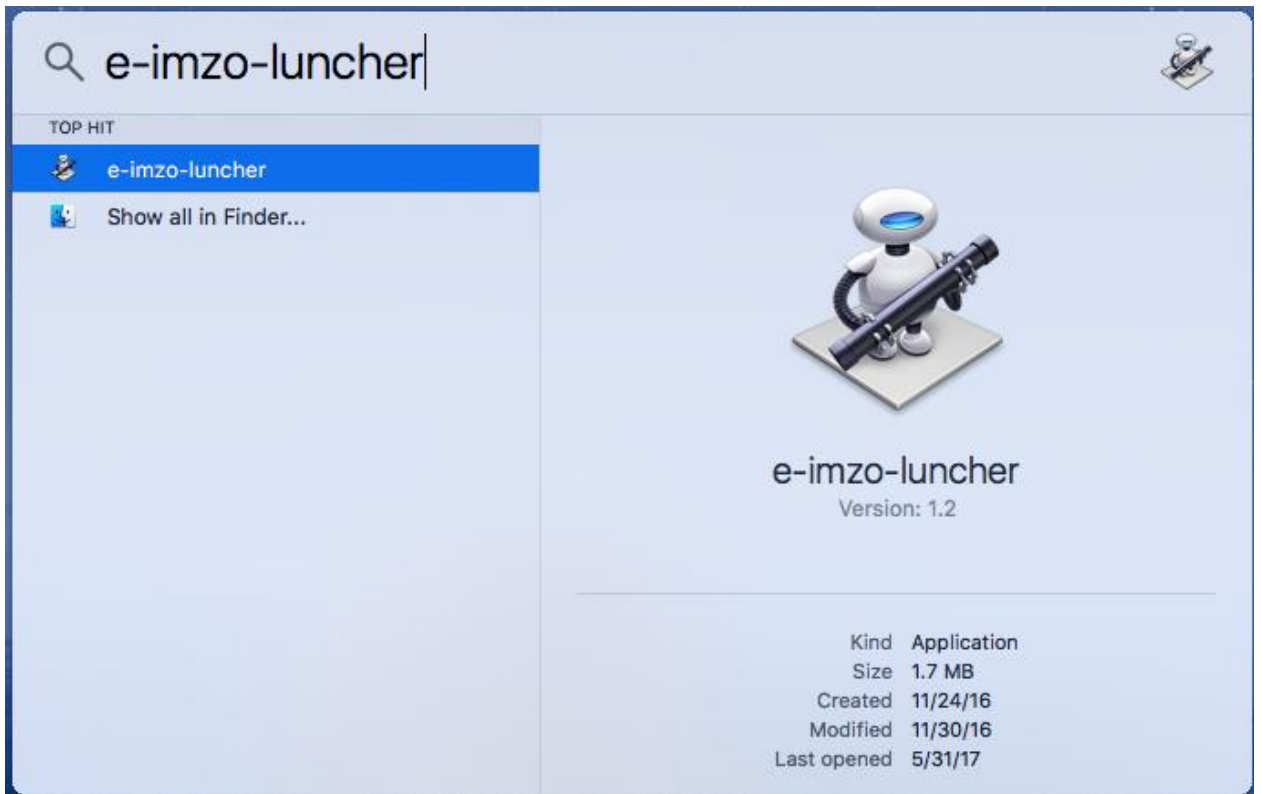 e-imzo-luncher
TOP HIT
e-imzo-luncher
Show all in Finder...
e-imzo-luncher
Version: 1.2
Kind Application
Size 1.7 MB
Created 11/24/16
Modified 11/30/16
Last opened 5/31/17